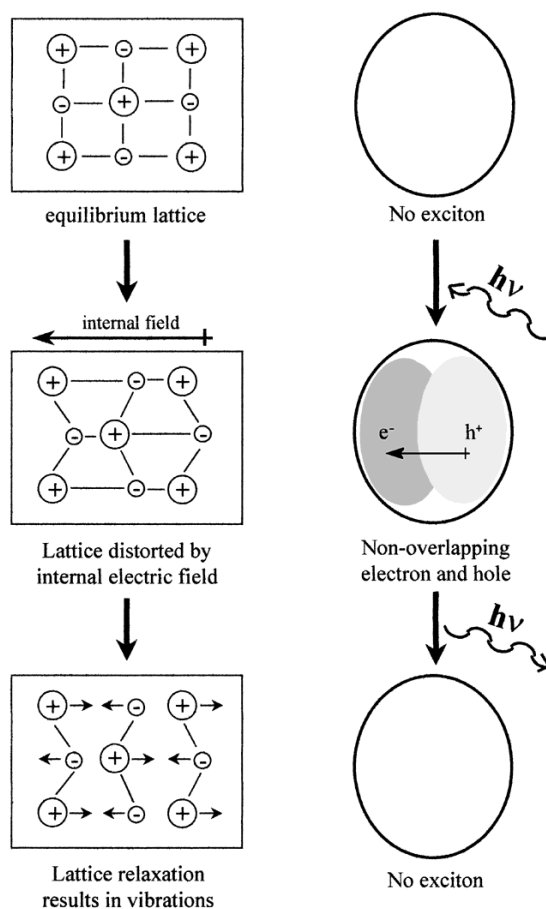 equilibrium lattice
No exciton
hν
internal field
e⁻
h⁺
Lattice distorted by
internal electric field
Non-overlapping
electron and hole
hν
Lattice relaxation
results in vibrations
No exciton